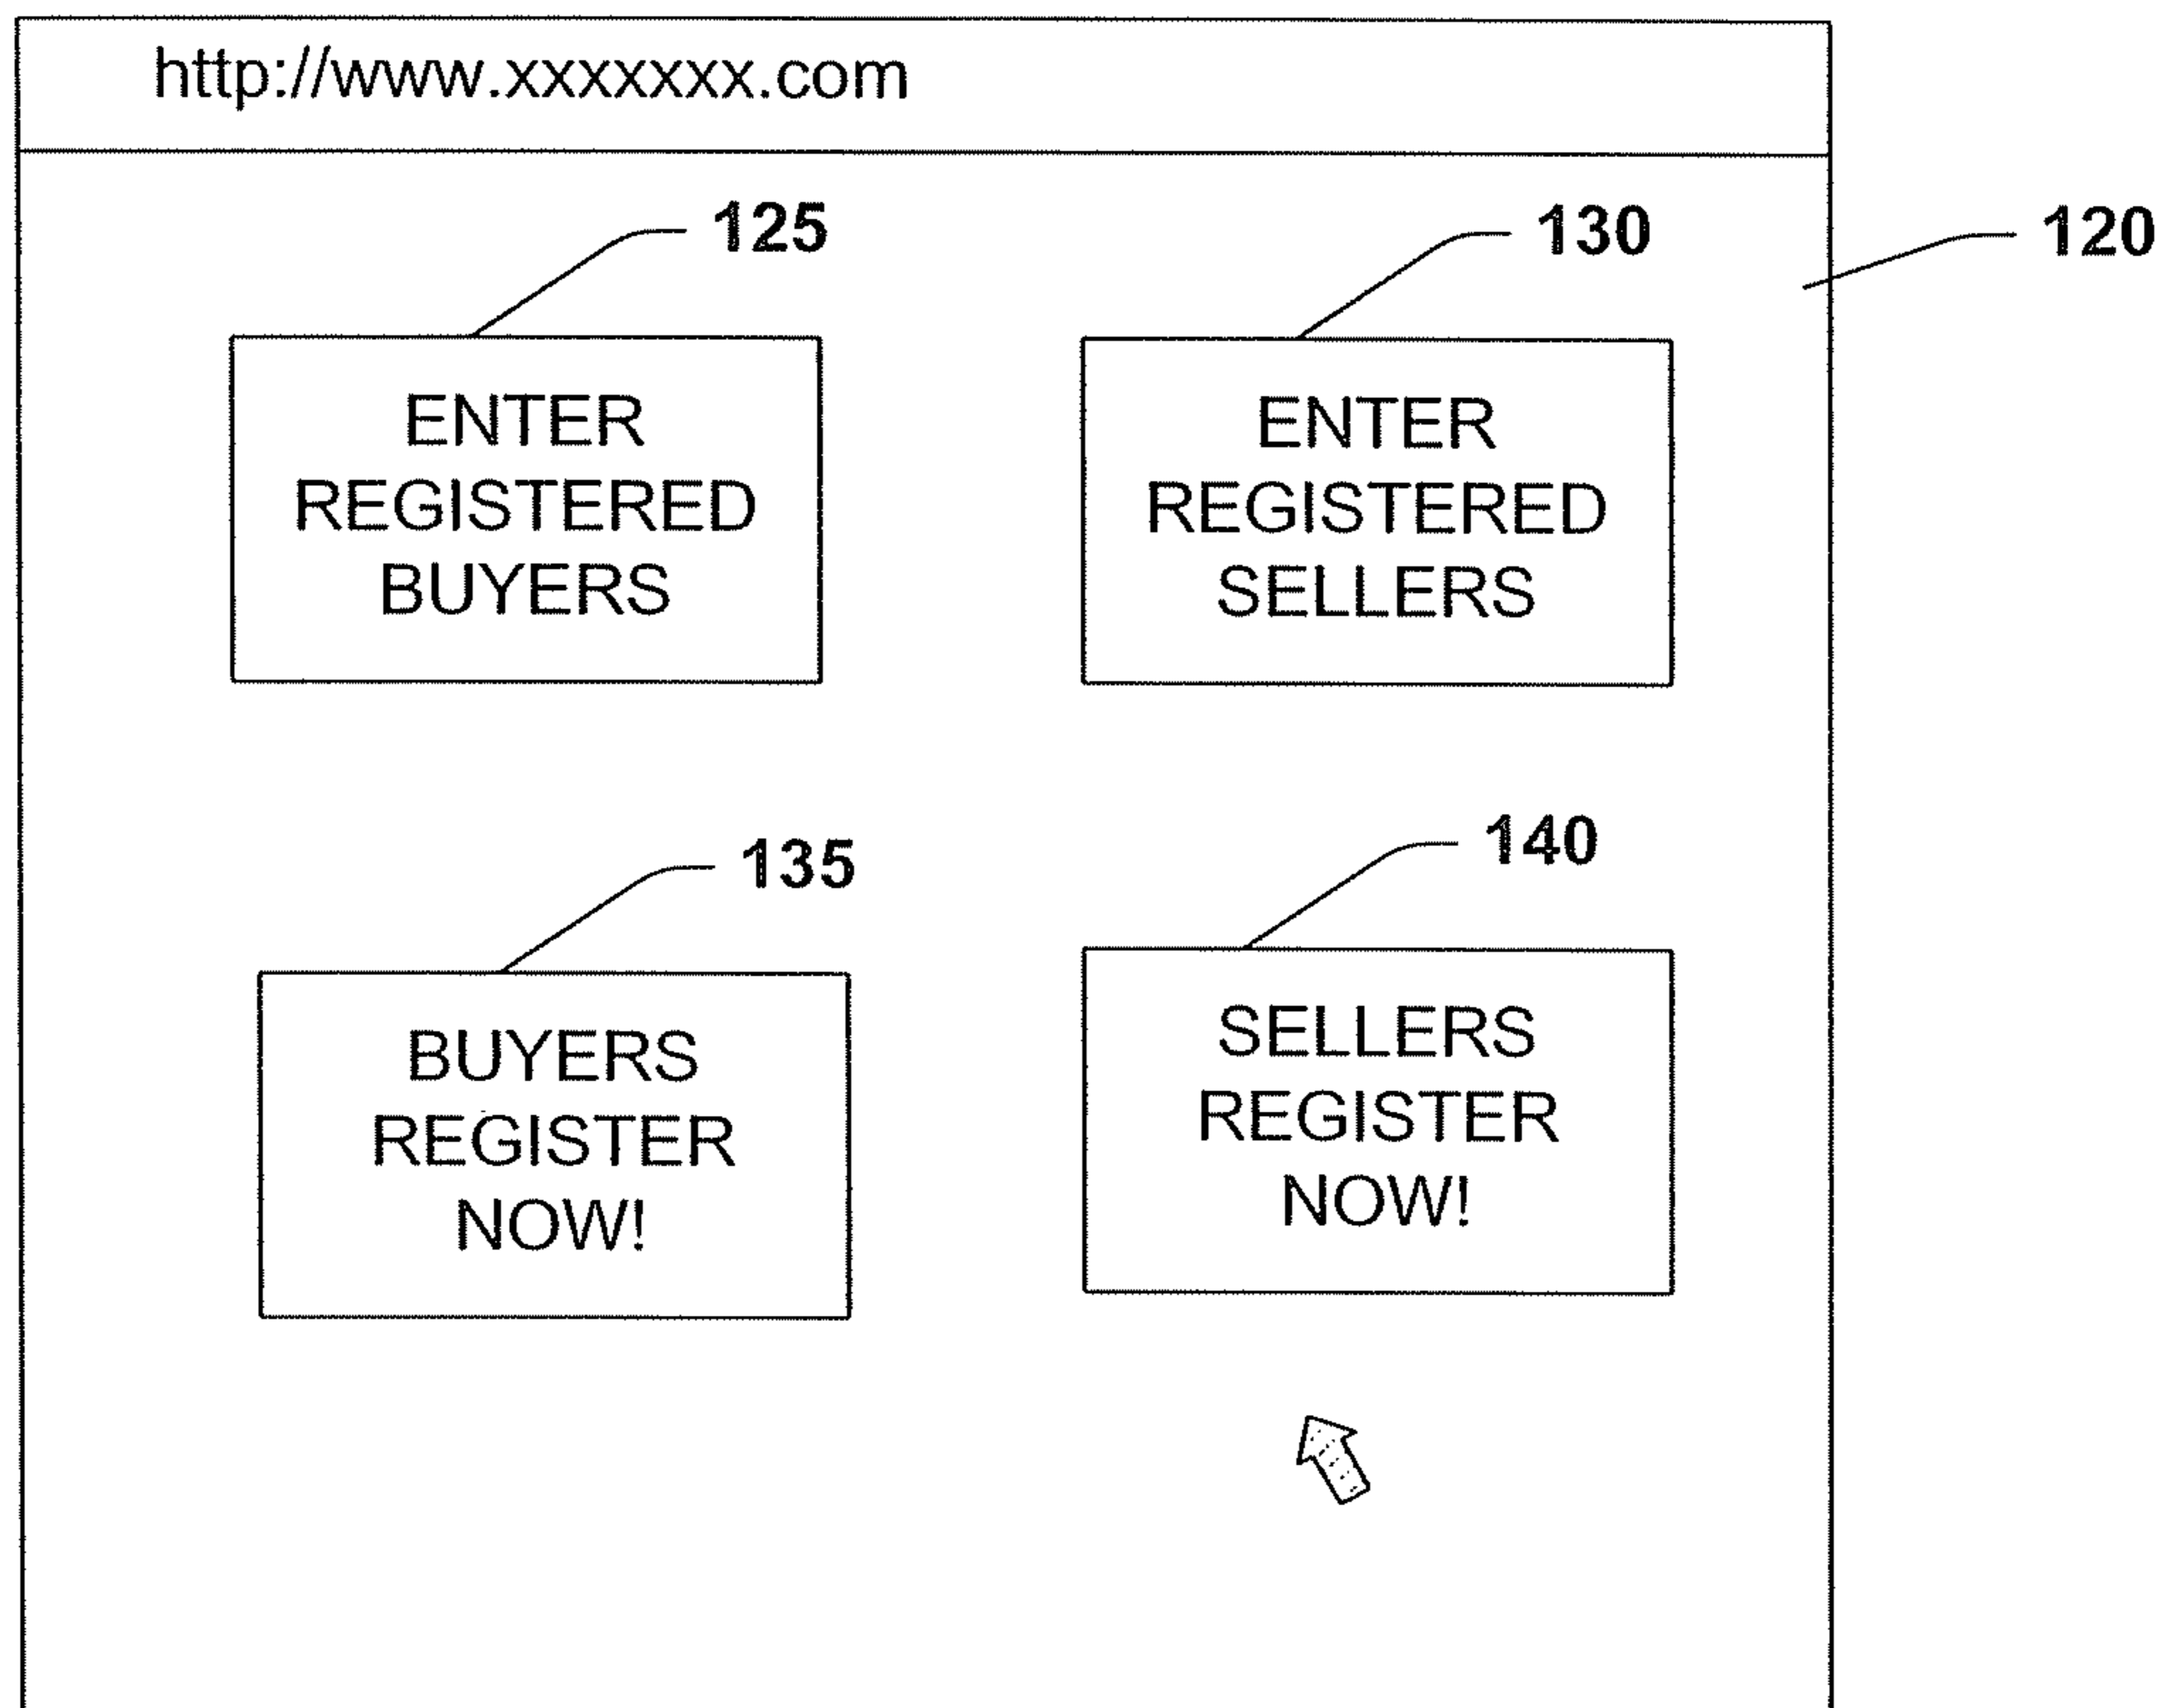 http://www.xxxxxxx.com
125
130
120
ENTER
REGISTERED
BUYERS
ENTER
REGISTERED
SELLERS
135
140
BUYERS
REGISTER
NOW!
SELLERS
REGISTER
NOW!